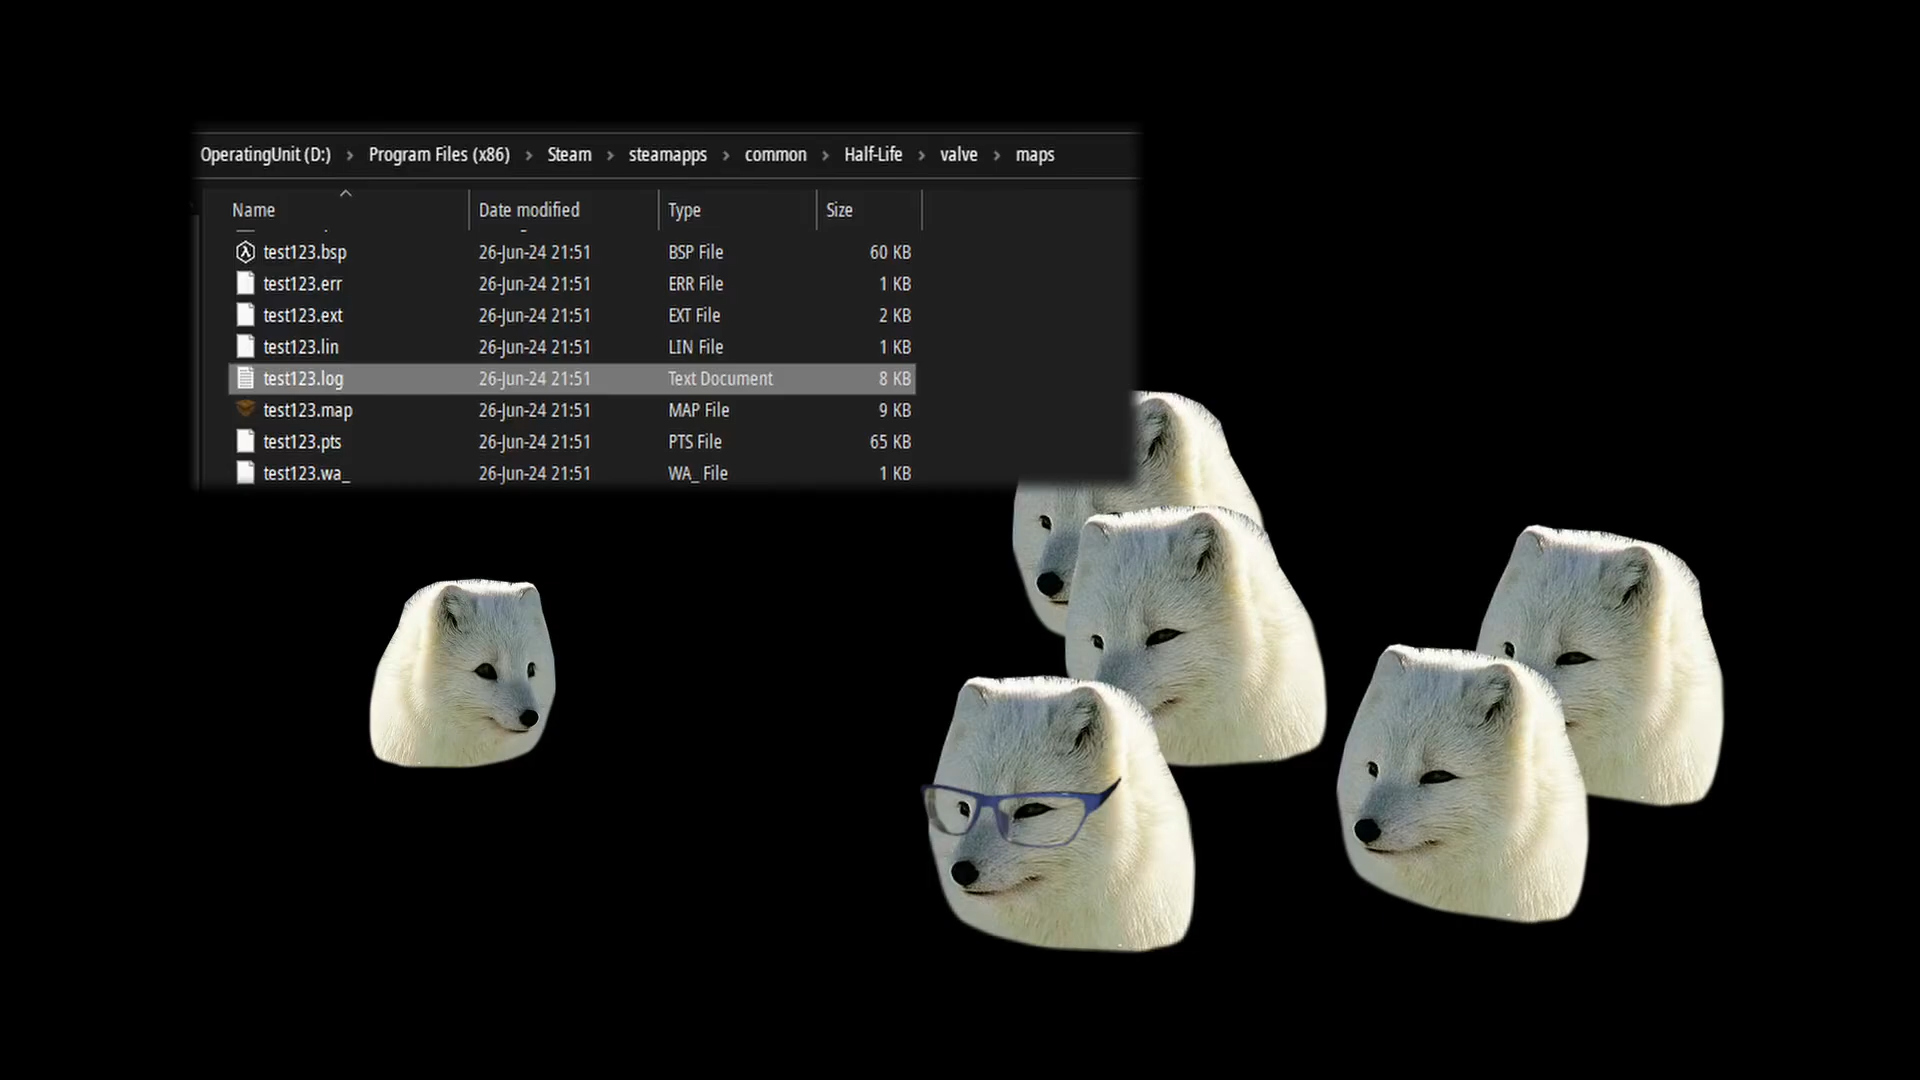 OperatingUnit (D:) › Program Files (x86) › Steam › steamapps › common › Half-Life › valve › maps
Name Date modified Type Size
test123.bsp 26-Jun-24 21:51 BSP File 60 KB
test123.err 26-Jun-24 21:51 ERR File 1 KB
test123.ext 26-Jun-24 21:51 EXT File 2 KB
test123.lin 26-Jun-24 21:51 LIN File 1 KB
test123.log 26-Jun-24 21:51 Text Document 8 KB
test123.map 26-Jun-24 21:51 MAP File 9 KB
test123.pts 26-Jun-24 21:51 PTS File 65 KB
test123.wa_ 26-Jun-24 21:51 WA_ File 1 KB